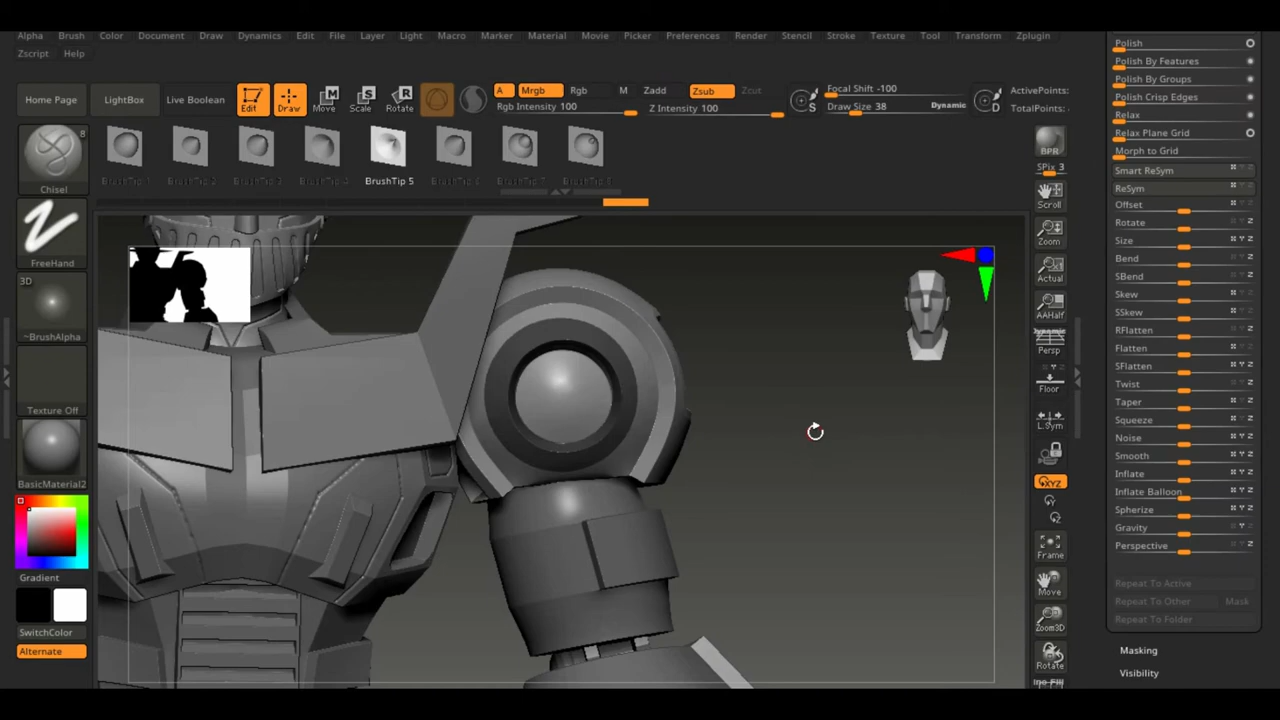 Alpha Brush Color Document Draw Dynamics Edit File Layer Light Macro Marker Material Movie Picker Preferences Render Stencil Stroke Texture Tool Transform Zplugin
Zscript Help
Home Page
LightBox
Live Boolean
Edit
Draw
Move
Scale
Rotate
A
Mrgb
Rgb
M
Zadd
Zsub
Zcut
Rgb Intensity 100
Z Intensity 100
Focal Shift -100
Draw Size 38
Dynamic
S
D
ActivePoints:
TotalPoints:
8
Chisel
BrushTip 5
FreeHand
3D
~BrushAlpha
Texture Off
BasicMaterial2
Gradient
SwitchColor
Alternate
BPR
SPix 3
Scroll
Zoom
Actual
AAHalf
Dynamic
Persp
Floor
L.Sym
XYZ
Frame
Move
Zoom3D
Rotate
Polish
Polish By Features
Polish By Groups
Polish Crisp Edges
Relax
Relax Plane Grid
Morph to Grid
Smart ReSym
ReSym
Offset
Rotate
Size
Bend
SBend
Skew
SSkew
RFlatten
Flatten
SFlatten
Twist
Taper
Squeeze
Noise
Smooth
Inflate
Inflate Balloon
Spherize
Gravity
Perspective
Repeat To Active
Repeat To Other Mask
Repeat To Folder
Masking
Visibility